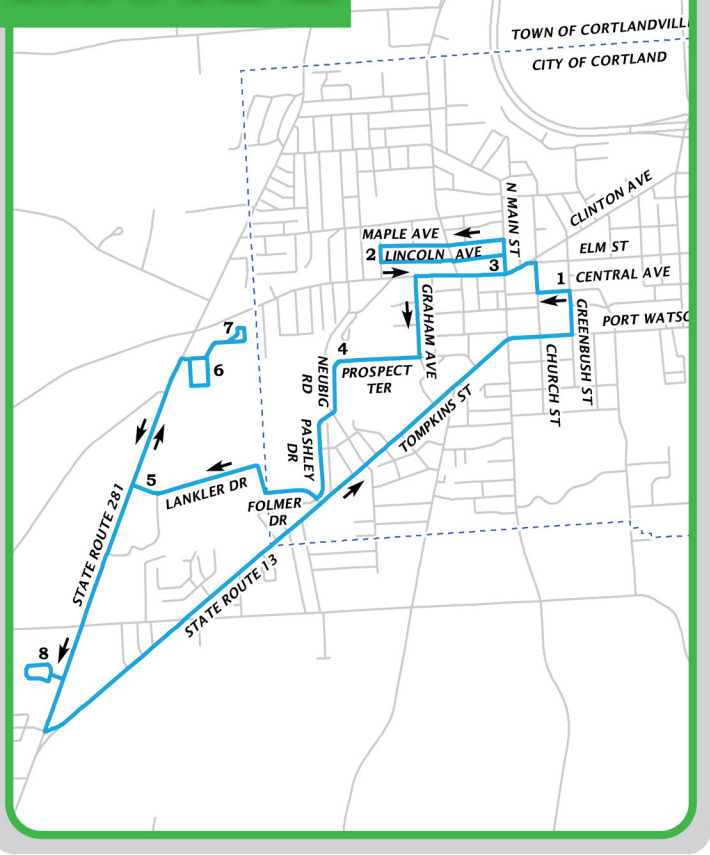 TOWN OF CORTLANDVILL
CITY OF CORTLAND
CLINTON AVE
N MAIN ST
MAPLE AVE
ELM ST
2
LINCOLN AVE
3
1
CENTRAL AVE
GRAHAM AVE
GREENBUSH ST
PORT WATSO
7
4
CHURCH ST
NEUBIG
RD
PROSPECT
TER
6
TOMPKINS ST
PASHLEY
DR
5
LANKLER DR
FOLMER
DR
STATE ROUTE 281
STATE ROUTE 13
8